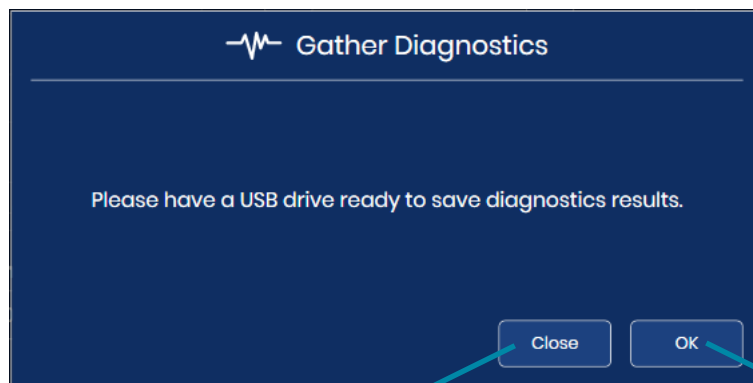 Gather Diagnostics
Please have a USB drive ready to save diagnostics results.
Close OK